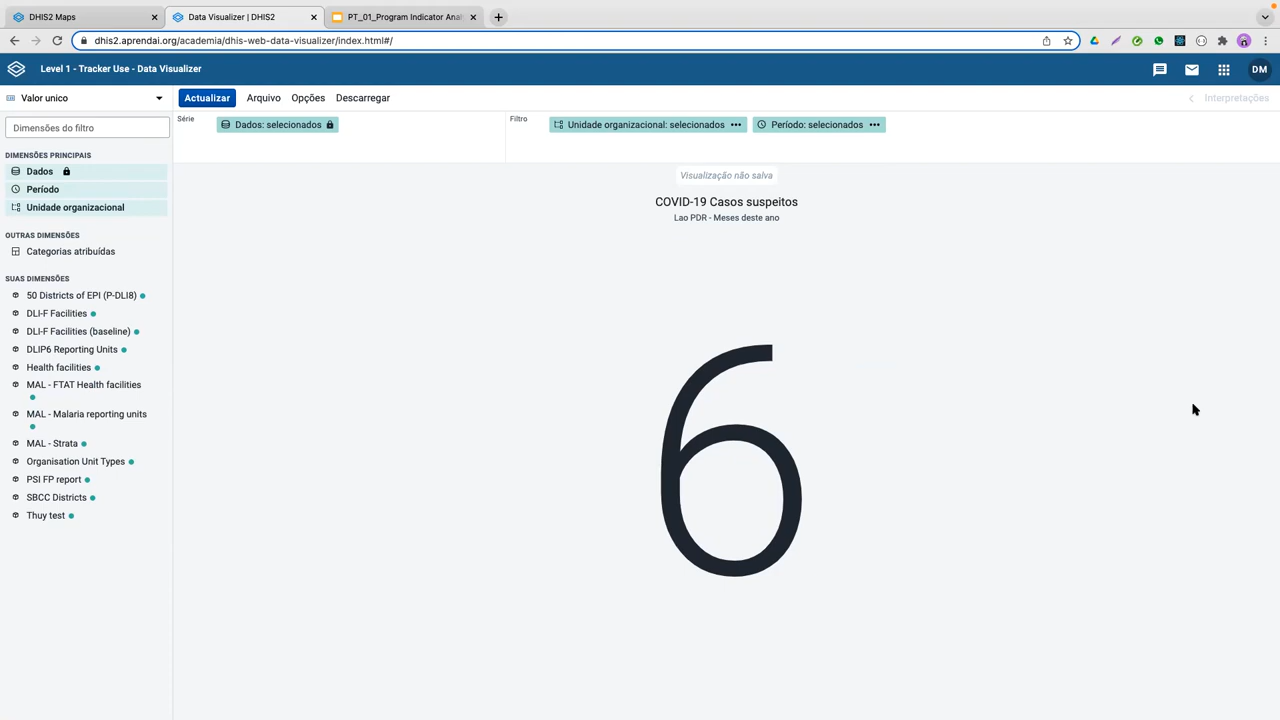 DHIS2 Maps
Data Visualizer | DHIS2
PT_01_Program Indicator Anal
dhis2.aprendai.org/academia/dhis-web-data-visualizer/index.html#/
Level 1 - Tracker Use - Data Visualizer
DM
Valor unico
Actualizar
Arquivo
Opções
Descarregar
Interpretações
Dimensões do filtro
Série
Dados: selecionados
Filtro
Unidade organizacional: selecionados
Período: selecionados
DIMENSÕES PRINCIPAIS
Dados
Período
Unidade organizacional
OUTRAS DIMENSÕES
Categorias atribuídas
SUAS DIMENSÕES
50 Districts of EPI (P-DLI8)
DLI-F Facilities
DLI-F Facilities (baseline)
DLIP6 Reporting Units
Health facilities
MAL - FTAT Health facilities
MAL - Malaria reporting units
MAL - Strata
Organisation Unit Types
PSI FP report
SBCC Districts
Thuy test
Visualização não salva
COVID-19 Casos suspeitos
Lao PDR - Meses deste ano
6